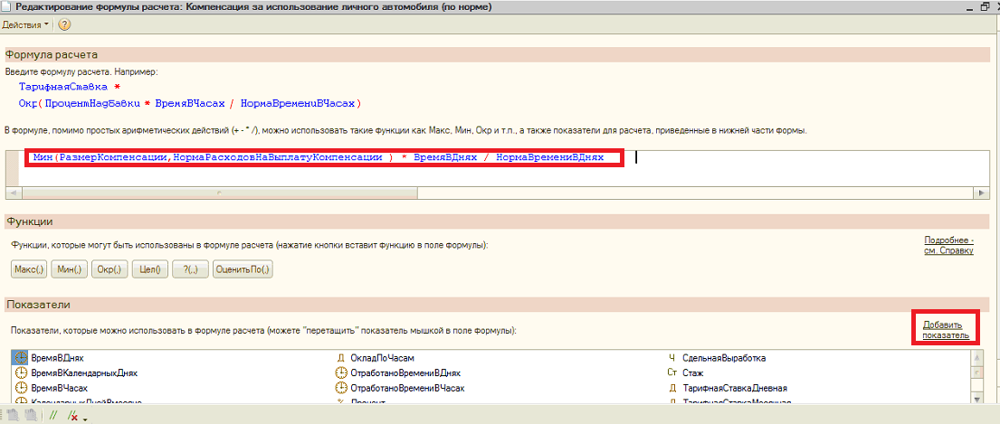 Редактирование формулы расчета: Компенсация за использование личного автомобиля (по норме)
Действия
Формула расчета
Введите формулу расчета. Например:
ТарифнаяСтавка *
Окр(ПроцентНадбавки * ВремяВЧасах / НормаВремениВЧасах)
В формуле, помимо простых арифметических действий (+ - * /), можно использовать такие функции как Макс, Мин, Окр и т.п., а также показатели для расчета, приведенные в нижней части формы.
Мин(РазмерКомпенсации,НормаРасходовНаВыплатуКомпенсации ) * ВремяВДнях / НормаВремениВДнях
Функции
Функции, которые могут быть использованы в формуле расчета (нажатие кнопки вставит функцию в поле формулы):
Подробнее -
см. Справку
Макс(,) Мин(,) Окр(,) Цел() ?(,,) ОценитьПо(,)
Показатели
Показатели, которые можно использовать в формуле расчета (можете "перетащить" показатель мышкой в поле формулы):
Добавить
показатель
ВремяВДнях Д ОкладПоЧасам Ч СдельнаяВыработка
ВремяВКалендарныхДнях ОтработаноВремениВДнях Ст Стаж
ВремяВЧасах ОтработаноВремениВЧасах Д ТарифнаяСтавкаДневная
КалендарныхДнейВмесяце % Процент Д ТарифнаяСтавкаМесячная